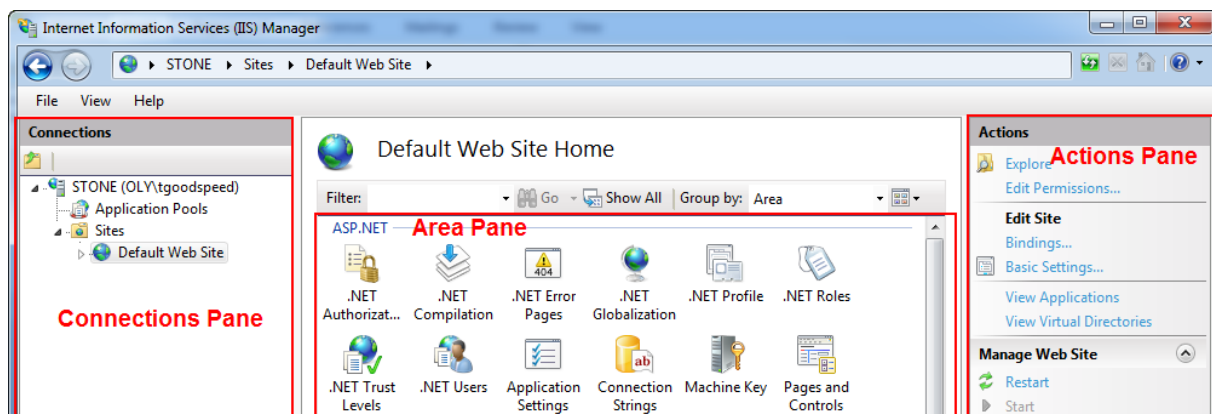 Internet Information Services (IIS) Manager
STONE Sites Default Web Site
File View Help
Connections
STONE (OLY\tgoodspeed)
Application Pools
Sites
Default Web Site
Connections Pane
Default Web Site Home
Filter: Go Show All Group by: Area
ASP.NET
Area Pane
.NET Authorizat...
.NET Compilation
404
.NET Error Pages
.NET Globalization
.NET Profile
.NET Roles
.NET Trust Levels
.NET Users
Application Settings
ab
Connection Strings
Machine Key
Pages and Controls
Actions
Explore
Actions Pane
Edit Permissions...
Edit Site
Bindings...
Basic Settings...
View Applications
View Virtual Directories
Manage Web Site
Restart
Start